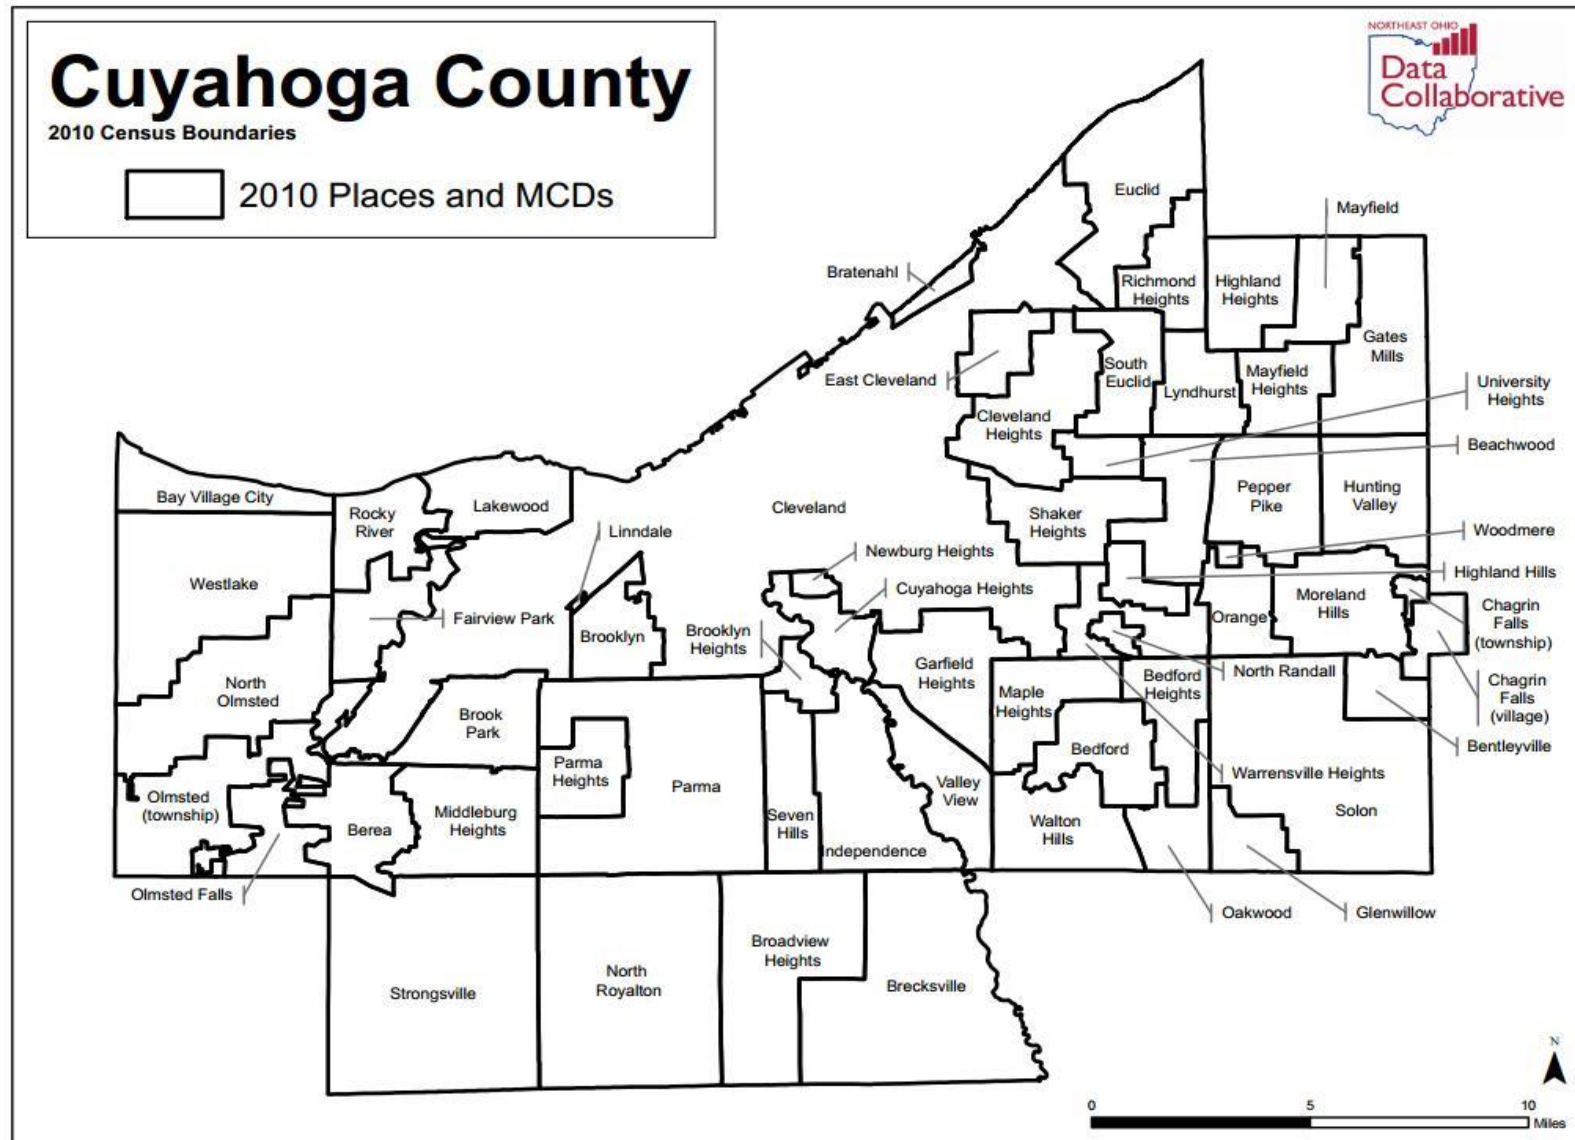 Cuyahoga County
2010 Census Boundaries
2010 Places and MCDs
NORTHEAST OHIO
Data
Collaborative
Euclid
Mayfield
Bratenahl
Richmond
Heights
Highland
Heights
Gates
Mills
East Cleveland
South
Euclid
Lyndhurst
Mayfield
Heights
University
Heights
Cleveland
Heights
Beachwood
Bay Village City
Rocky
River
Lakewood
Cleveland
Shaker
Heights
Pepper
Pike
Hunting
Valley
Woodmere
Linndale
Newburg Heights
Highland Hills
Westlake
Cuyahoga Heights
Fairview Park
Brooklyn
Brooklyn
Heights
Orange
Moreland
Hills
Chagrin
Falls
(township)
North
Olmsted
Garfield
Heights
North Randall
Maple
Heights
Bedford
Heights
Chagrin
Falls
(village)
Brook
Park
Bedford
Bentleyville
Parma
Heights
Parma
Valley
View
Warrensville Heights
Olmsted
(township)
Berea
Middleburg
Heights
Seven
Hills
Walton
Hills
Solon
Independence
Olmsted Falls
Oakwood
Glenwillow
Broadview
Heights
Strongsville
North
Royalton
Brecksville
N
0
5
10
Miles